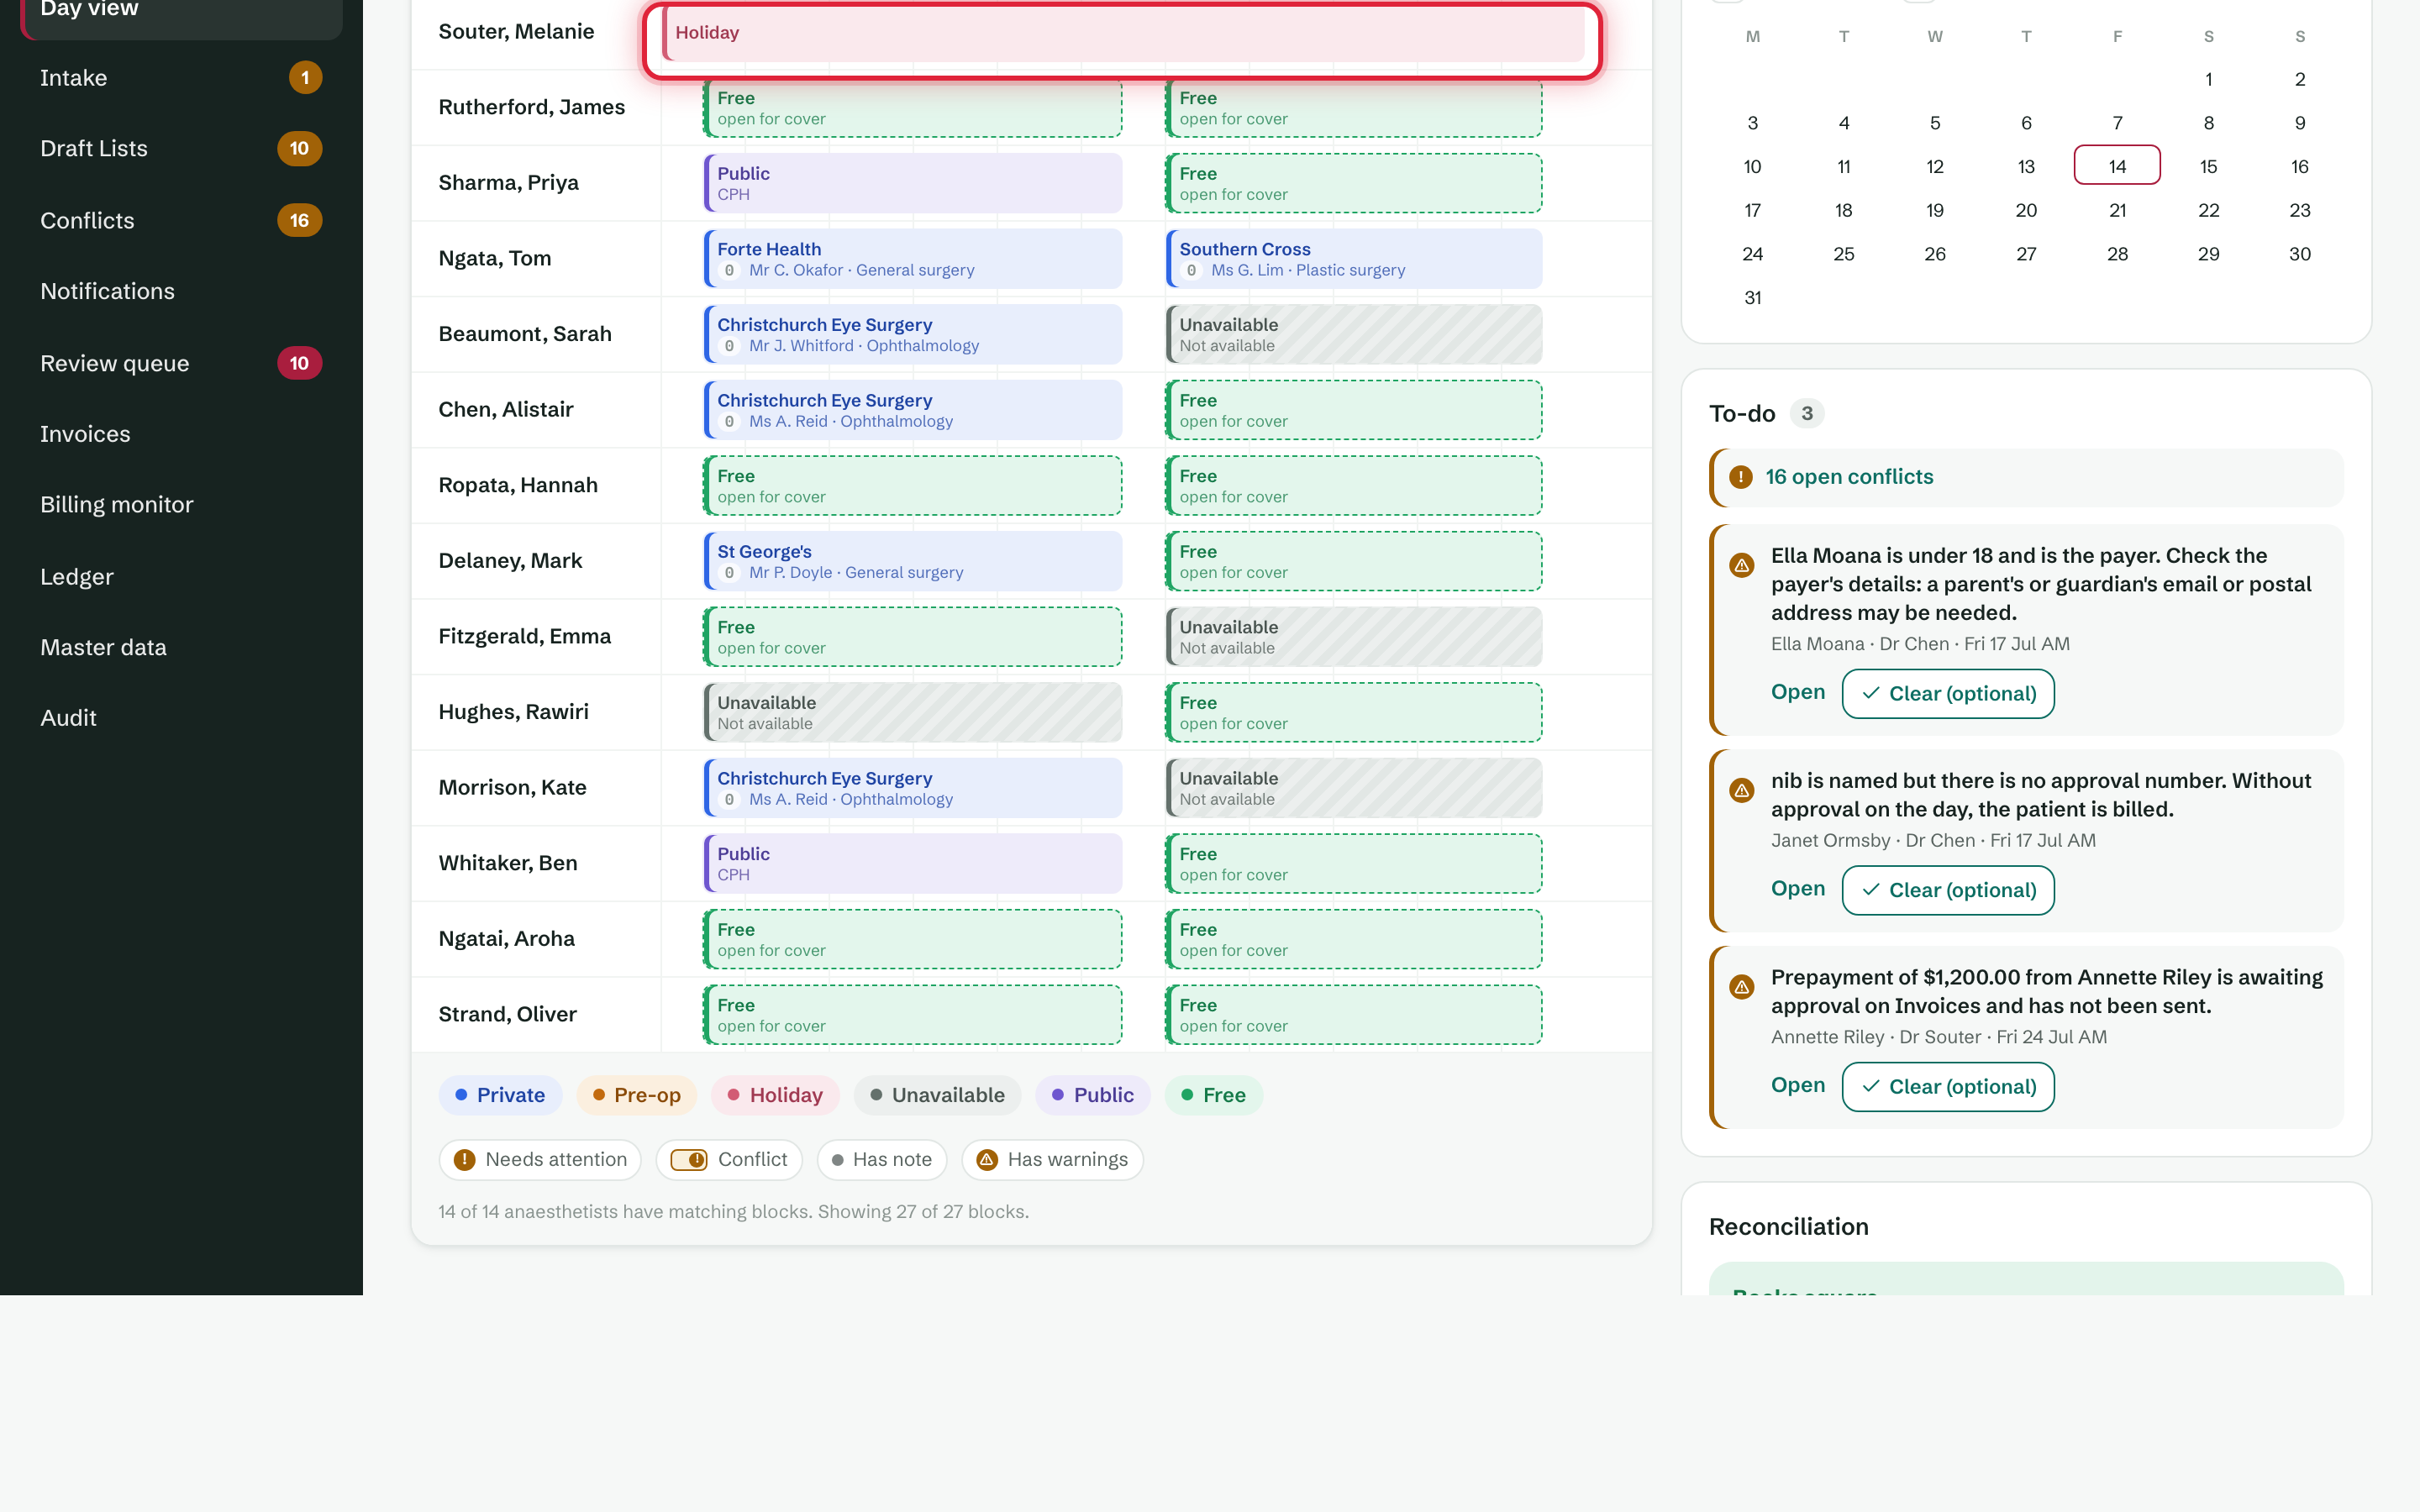 Day view
Intake 1
Draft Lists 10
Conflicts 16
Notifications
Review queue 10
Invoices
Billing monitor
Ledger
Master data
Audit
Souter, Melanie
Holiday
Rutherford, James
Free
open for cover
Free
open for cover
Sharma, Priya
Public
CPH
Free
open for cover
Ngata, Tom
Forte Health
0 Mr C. Okafor · General surgery
Southern Cross
0 Ms G. Lim · Plastic surgery
Beaumont, Sarah
Christchurch Eye Surgery
0 Mr J. Whitford · Ophthalmology
Unavailable
Not available
Chen, Alistair
Christchurch Eye Surgery
0 Ms A. Reid · Ophthalmology
Free
open for cover
Ropata, Hannah
Free
open for cover
Free
open for cover
Delaney, Mark
St George's
0 Mr P. Doyle · General surgery
Free
open for cover
Fitzgerald, Emma
Free
open for cover
Unavailable
Not available
Hughes, Rawiri
Unavailable
Not available
Free
open for cover
Morrison, Kate
Christchurch Eye Surgery
0 Ms A. Reid · Ophthalmology
Unavailable
Not available
Whitaker, Ben
Public
CPH
Free
open for cover
Ngatai, Aroha
Free
open for cover
Free
open for cover
Strand, Oliver
Free
open for cover
Free
open for cover
Private Pre-op Holiday Unavailable Public Free
Needs attention Conflict Has note Has warnings
14 of 14 anaesthetists have matching blocks. Showing 27 of 27 blocks.
M T W T F S S
1 2
3 4 5 6 7 8 9
10 11 12 13 14 15 16
17 18 19 20 21 22 23
24 25 26 27 28 29 30
31
To-do 3
16 open conflicts
Ella Moana is under 18 and is the payer. Check the
payer's details: a parent's or guardian's email or postal
address may be needed.
Ella Moana · Dr Chen · Fri 17 Jul AM
Open Clear (optional)
nib is named but there is no approval number. Without
approval on the day, the patient is billed.
Janet Ormsby · Dr Chen · Fri 17 Jul AM
Open Clear (optional)
Prepayment of $1,200.00 from Annette Riley is awaiting
approval on Invoices and has not been sent.
Annette Riley · Dr Souter · Fri 24 Jul AM
Open Clear (optional)
Reconciliation